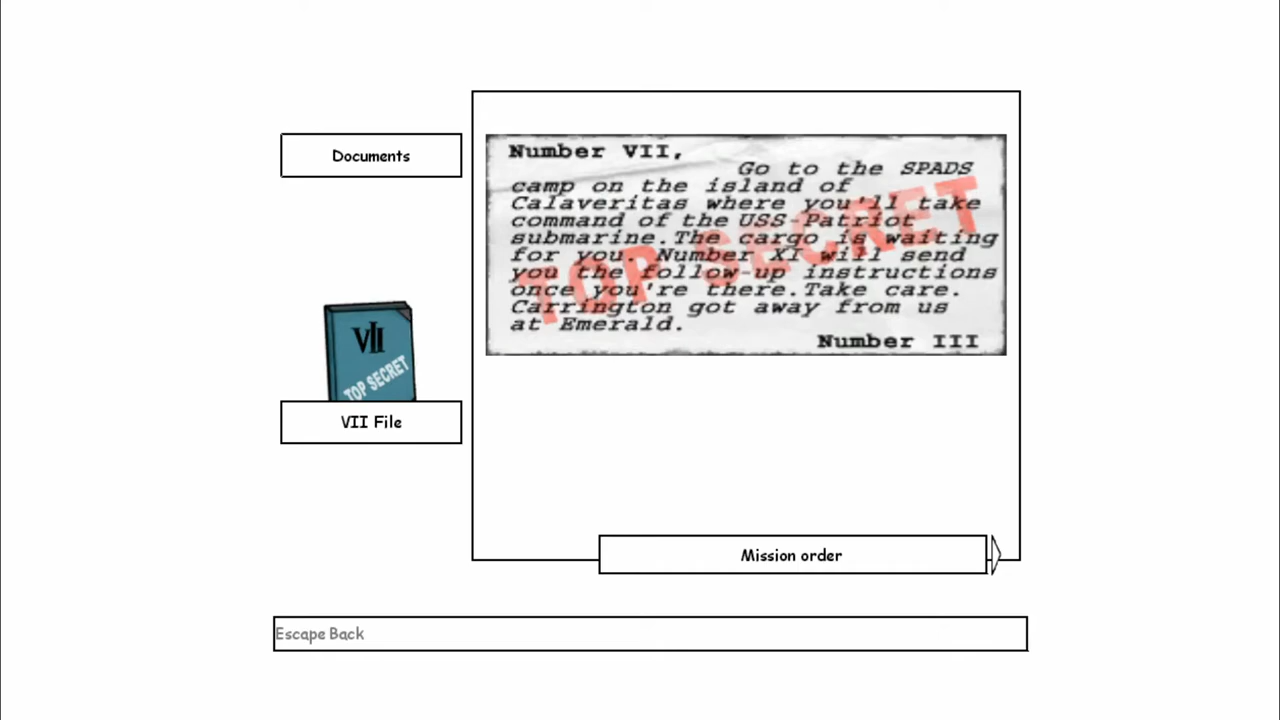 Documents
Number VII,
Go to the SPADS
camp on the island of
Calaveritas where you'll take
command of the USS-Patriot
submarine.The cargo is waiting
for you. Number XI will send
you the follow-up instructions
once you're there.Take care.
Carrington got away from us
at Emerald.
Number III
TOP SECRET
VII
TOP SECRET
VII File
Mission order
Escape Back